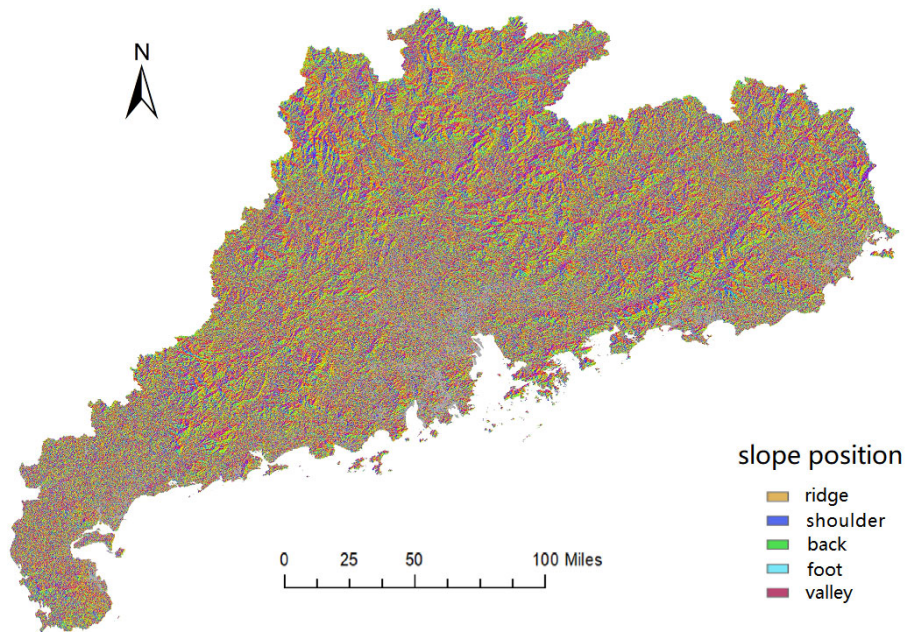 N
slope position
ridge
shoulder
back
foot
valley
0 25 50 100 Miles